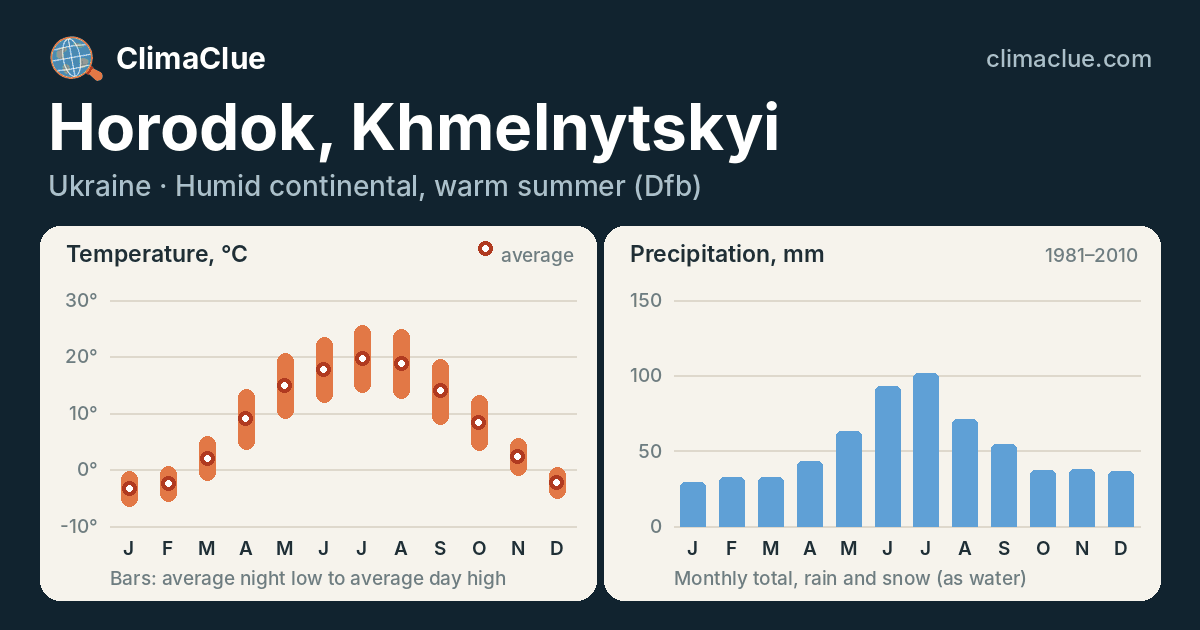 ClimaClue
climaclue.com
Horodok, Khmelnytskyi
Ukraine · Humid continental, warm summer (Dfb)
Temperature, °C
average
30°
20°
10°
0°
-10°
J F M A M J J A S O N D
Bars: average night low to average day high
Precipitation, mm
1981–2010
150
100
50
0
J F M A M J J A S O N D
Monthly total, rain and snow (as water)